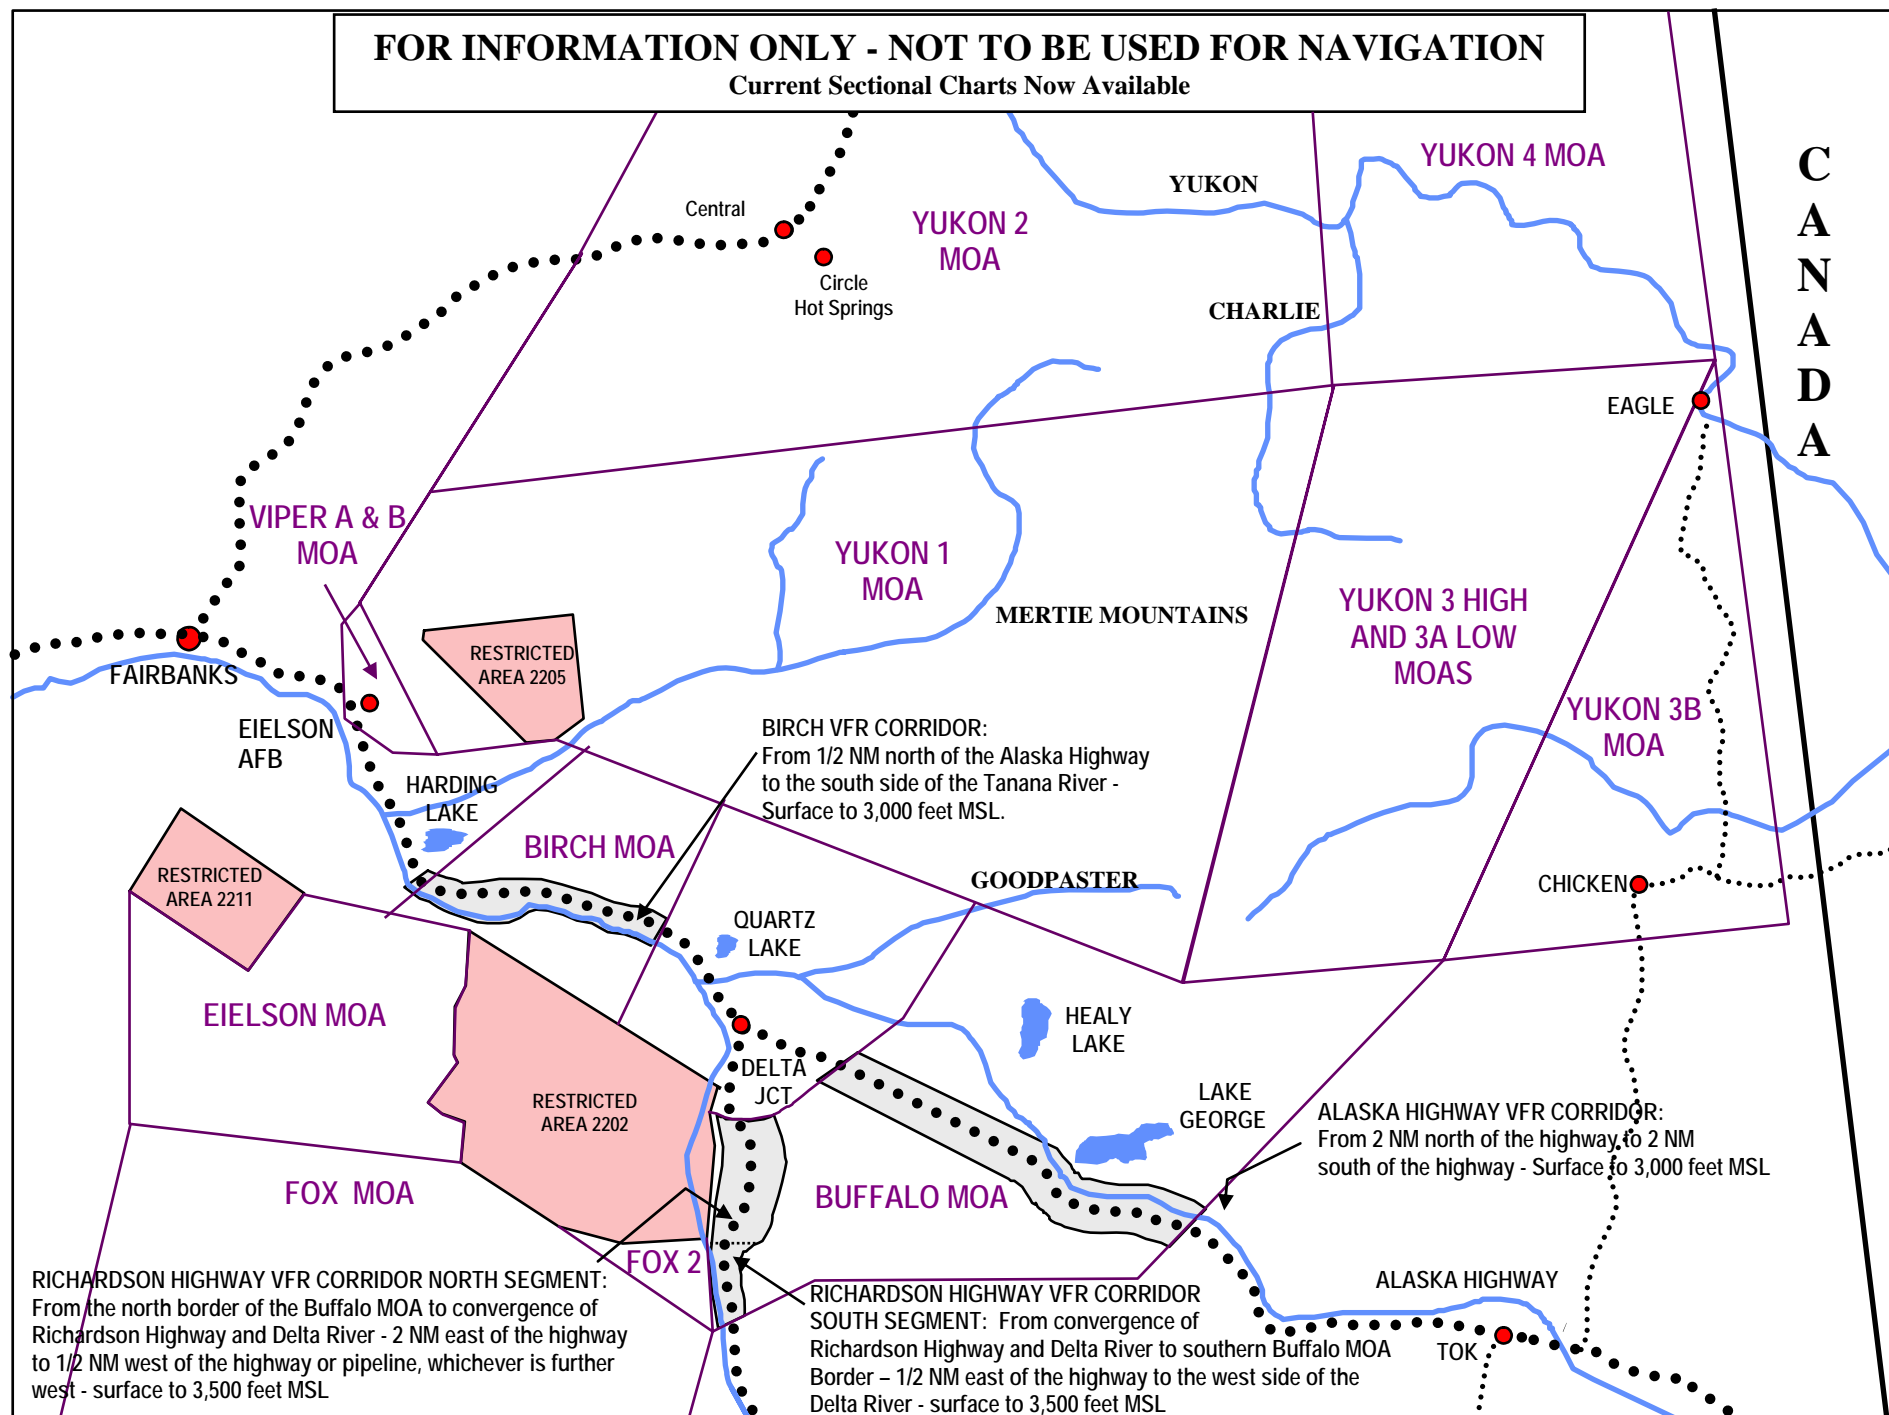 FOR INFORMATION ONLY - NOT TO BE USED FOR NAVIGATION
Current Sectional Charts Now Available
C
A
N
A
D
A
YUKON 4 MOA
YUKON
Central
YUKON 2
MOA
Circle
Hot Springs
CHARLIE
EAGLE
VIPER A & B
MOA
YUKON 1
MOA
MERTIE MOUNTAINS
YUKON 3 HIGH
AND 3A LOW
MOAS
YUKON 3B
MOA
FAIRBANKS
RESTRICTED
AREA 2205
EIELSON
AFB
BIRCH VFR CORRIDOR:
From 1/2 NM north of the Alaska Highway
to the south side of the Tanana River -
Surface to 3,000 feet MSL.
HARDING
LAKE
BIRCH MOA
RESTRICTED
AREA 2211
GOODPASTER
CHICKEN
QUARTZ
LAKE
EIELSON MOA
HEALY
LAKE
DELTA
JCT
RESTRICTED
AREA 2202
LAKE
GEORGE
ALASKA HIGHWAY VFR CORRIDOR:
From 2 NM north of the highway to 2 NM
south of the highway - Surface to 3,000 feet MSL
FOX MOA
BUFFALO MOA
FOX 2
RICHARDSON HIGHWAY VFR CORRIDOR NORTH SEGMENT:
From the north border of the Buffalo MOA to convergence of
Richardson Highway and Delta River - 2 NM east of the highway
to 1/2 NM west of the highway or pipeline, whichever is further
west - surface to 3,500 feet MSL
RICHARDSON HIGHWAY VFR CORRIDOR
SOUTH SEGMENT: From convergence of
Richardson Highway and Delta River to southern Buffalo MOA
Border – 1/2 NM east of the highway to the west side of the
Delta River - surface to 3,500 feet MSL
ALASKA HIGHWAY
TOK